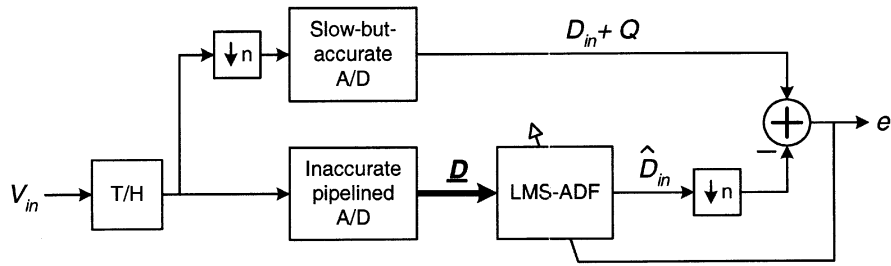 Slow-but-
accurate
A/D
↓n
D_in + Q
+
e
−
V_in
T/H
Inaccurate
pipelined
A/D
D
LMS-ADF
D̂_in
↓n